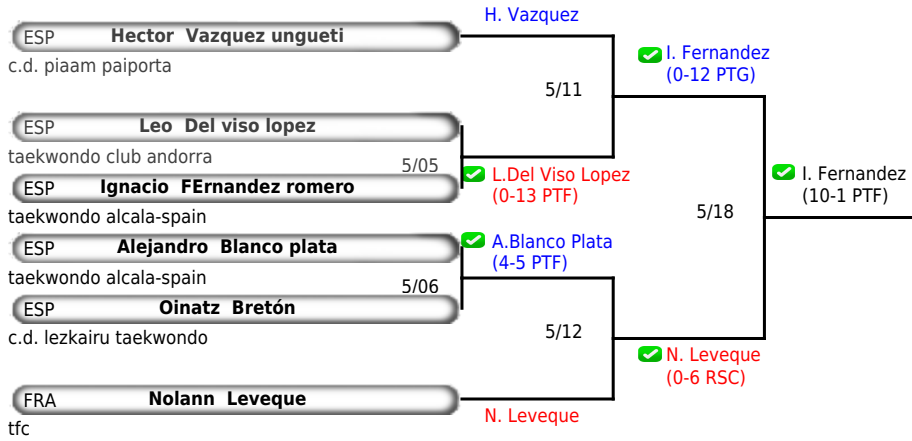 H. Vazquez
ESP Hector Vazquez ungueti
c.d. piaam paiporta
I. Fernandez
(0-12 PTG)
5/11
ESP Leo Del viso lopez
taekwondo club andorra
5/05
L.Del Viso Lopez
(0-13 PTF)
ESP Ignacio FErnandez romero
taekwondo alcala-spain
I. Fernandez
(10-1 PTF)
5/18
ESP Alejandro Blanco plata
taekwondo alcala-spain
A.Blanco Plata
(4-5 PTF)
5/06
ESP Oinatz Bretón
c.d. lezkairu taekwondo
5/12
N. Leveque
(0-6 RSC)
FRA Nolann Leveque
tfc
N. Leveque